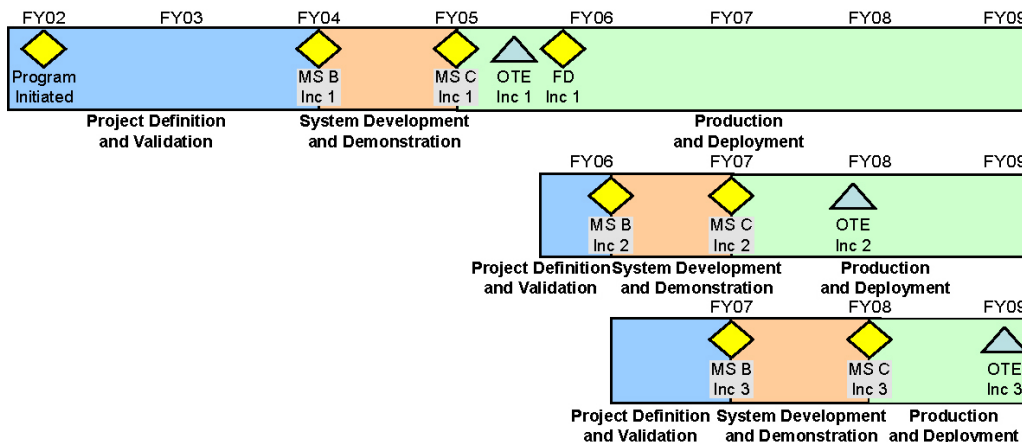 FY02 FY03 FY04 FY05 FY06 FY07 FY08 FY09
Program MS B MS C OTE FD
Initiated Inc 1 Inc 1 Inc 1 Inc 1
Project Definition System Development Production
and Validation and Demonstration and Deployment
FY06 FY07 FY08 FY09
MS B MS C OTE
Inc 2 Inc 2 Inc 2
Project Definition System Development Production
and Validation and Demonstration and Deployment
FY07 FY08 FY09
MS B MS C OTE
Inc 3 Inc 3 Inc 3
Project Definition System Development Production
and Validation and Demonstration and Deployment